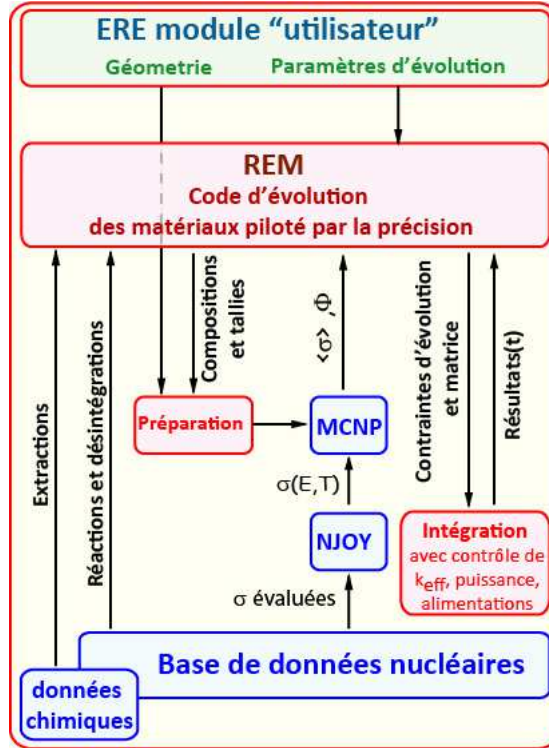 ERE module “utilisateur”
Géometrie
Paramètres d’évolution
REM
Code d’évolution
des matériaux piloté par la précision
Extractions
Réactions et désintégrations
Compositions
et tallies
<σ> ,Φ
Contraintes d’évolution
et matrice
Résultats(t)
Préparation
MCNP
σ(E,T)
NJOY
Intégration
avec contrôle de
keff, puissance,
alimentations
σ évaluées
Base de données nucléaires
données
chimiques